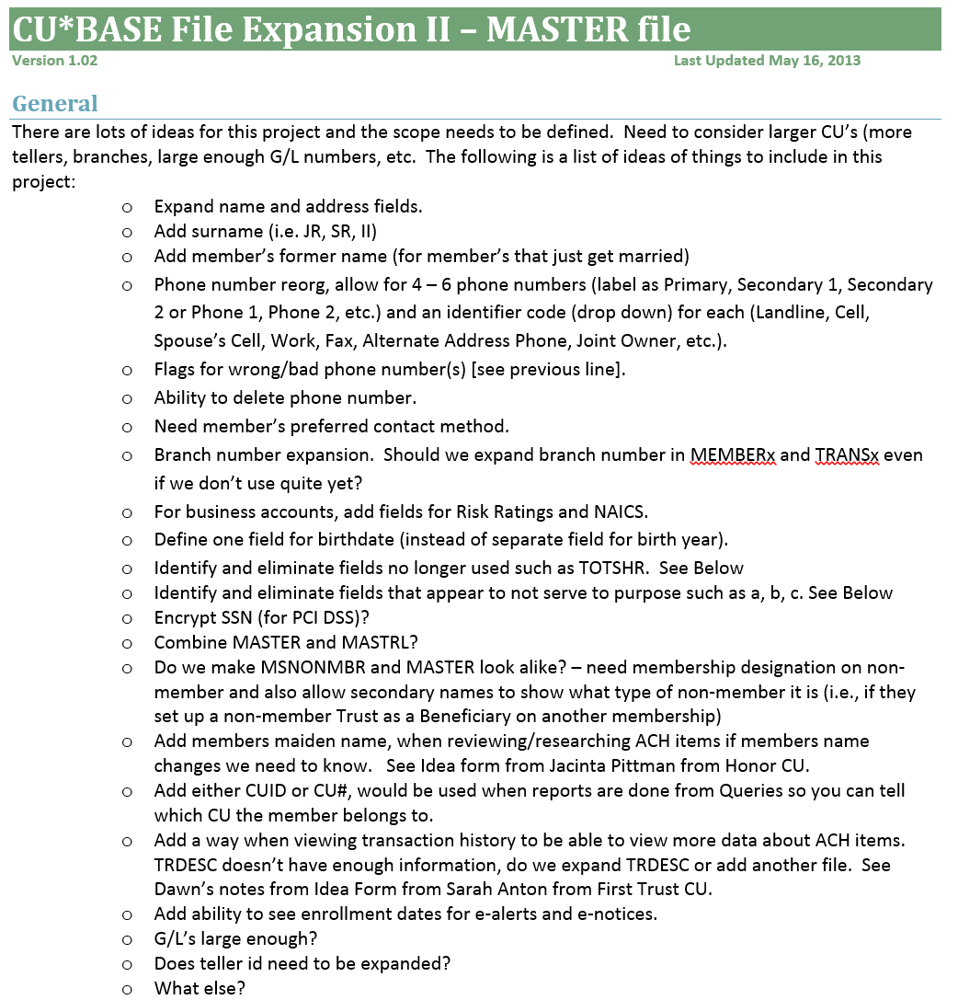 CU*BASE File Expansion II – MASTER file
Version 1.02 Last Updated May 16, 2013
General
There are lots of ideas for this project and the scope needs to be defined.  Need to consider larger CU's (more
tellers, branches, large enough G/L numbers, etc.  The following is a list of ideas of things to include in this
project:
o Expand name and address fields.
o Add surname (i.e. JR, SR, II)
o Add member's former name (for member's that just get married)
o Phone number reorg, allow for 4 – 6 phone numbers (label as Primary, Secondary 1, Secondary
2 or Phone 1, Phone 2, etc.) and an identifier code (drop down) for each (Landline, Cell,
Spouse's Cell, Work, Fax, Alternate Address Phone, Joint Owner, etc.).
o Flags for wrong/bad phone number(s) [see previous line].
o Ability to delete phone number.
o Need member's preferred contact method.
o Branch number expansion.  Should we expand branch number in MEMBERx and TRANSx even
if we don't use quite yet?
o For business accounts, add fields for Risk Ratings and NAICS.
o Define one field for birthdate (instead of separate field for birth year).
o Identify and eliminate fields no longer used such as TOTSHR.  See Below
o Identify and eliminate fields that appear to not serve to purpose such as a, b, c. See Below
o Encrypt SSN (for PCI DSS)?
o Combine MASTER and MASTRL?
o Do we make MSNONMBR and MASTER look alike? – need membership designation on non-
member and also allow secondary names to show what type of non-member it is (i.e., if they
set up a non-member Trust as a Beneficiary on another membership)
o Add members maiden name, when reviewing/researching ACH items if members name
changes we need to know.   See Idea form from Jacinta Pittman from Honor CU.
o Add either CUID or CU#, would be used when reports are done from Queries so you can tell
which CU the member belongs to.
o Add a way when viewing transaction history to be able to view more data about ACH items.
TRDESC doesn't have enough information, do we expand TRDESC or add another file.  See
Dawn's notes from Idea Form from Sarah Anton from First Trust CU.
o Add ability to see enrollment dates for e-alerts and e-notices.
o G/L's large enough?
o Does teller id need to be expanded?
o What else?